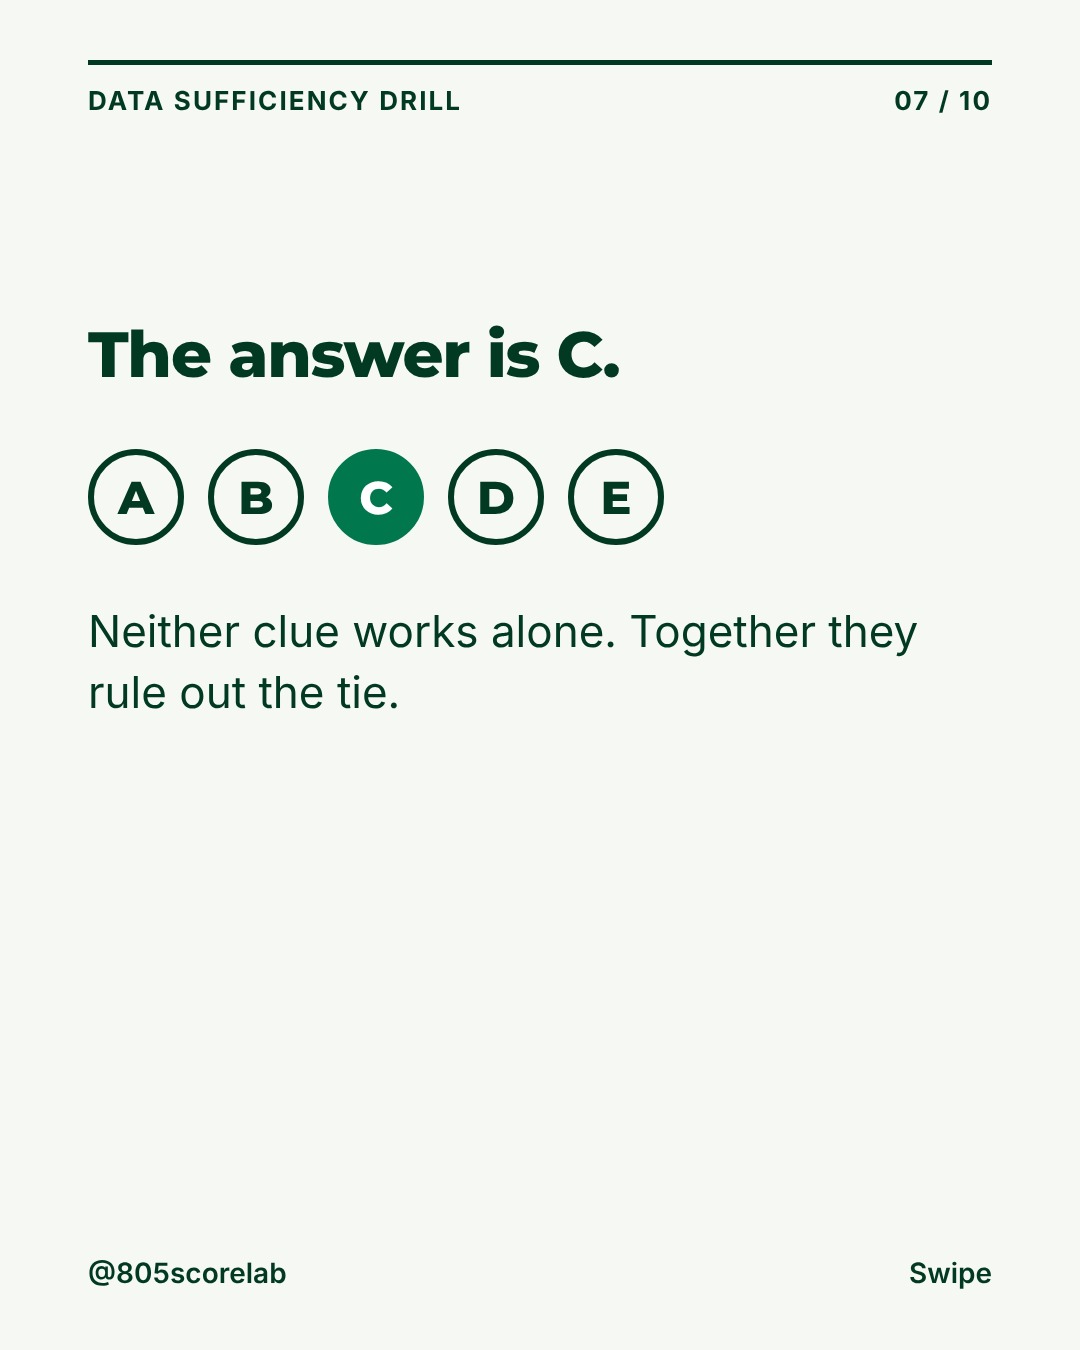 DATA SUFFICIENCY DRILL
07 / 10
The answer is C.
A B C D E
Neither clue works alone. Together they
rule out the tie.
@805scorelab
Swipe